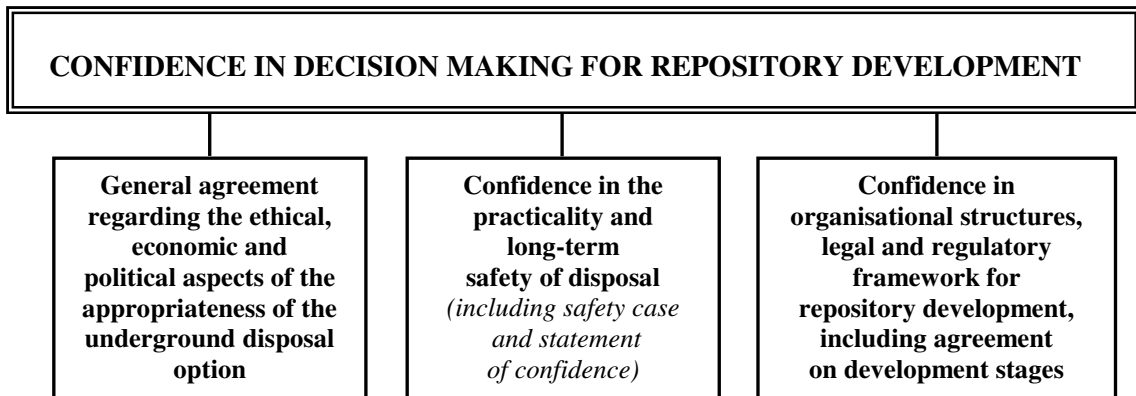 CONFIDENCE IN DECISION MAKING FOR REPOSITORY DEVELOPMENT
General agreement
regarding the ethical,
economic and
political aspects of the
appropriateness of the
underground disposal
option
Confidence in the
practicality and
long-term
safety of disposal
(including safety case
and statement
of confidence)
Confidence in
organisational structures,
legal and regulatory
framework for
repository development,
including agreement
on development stages